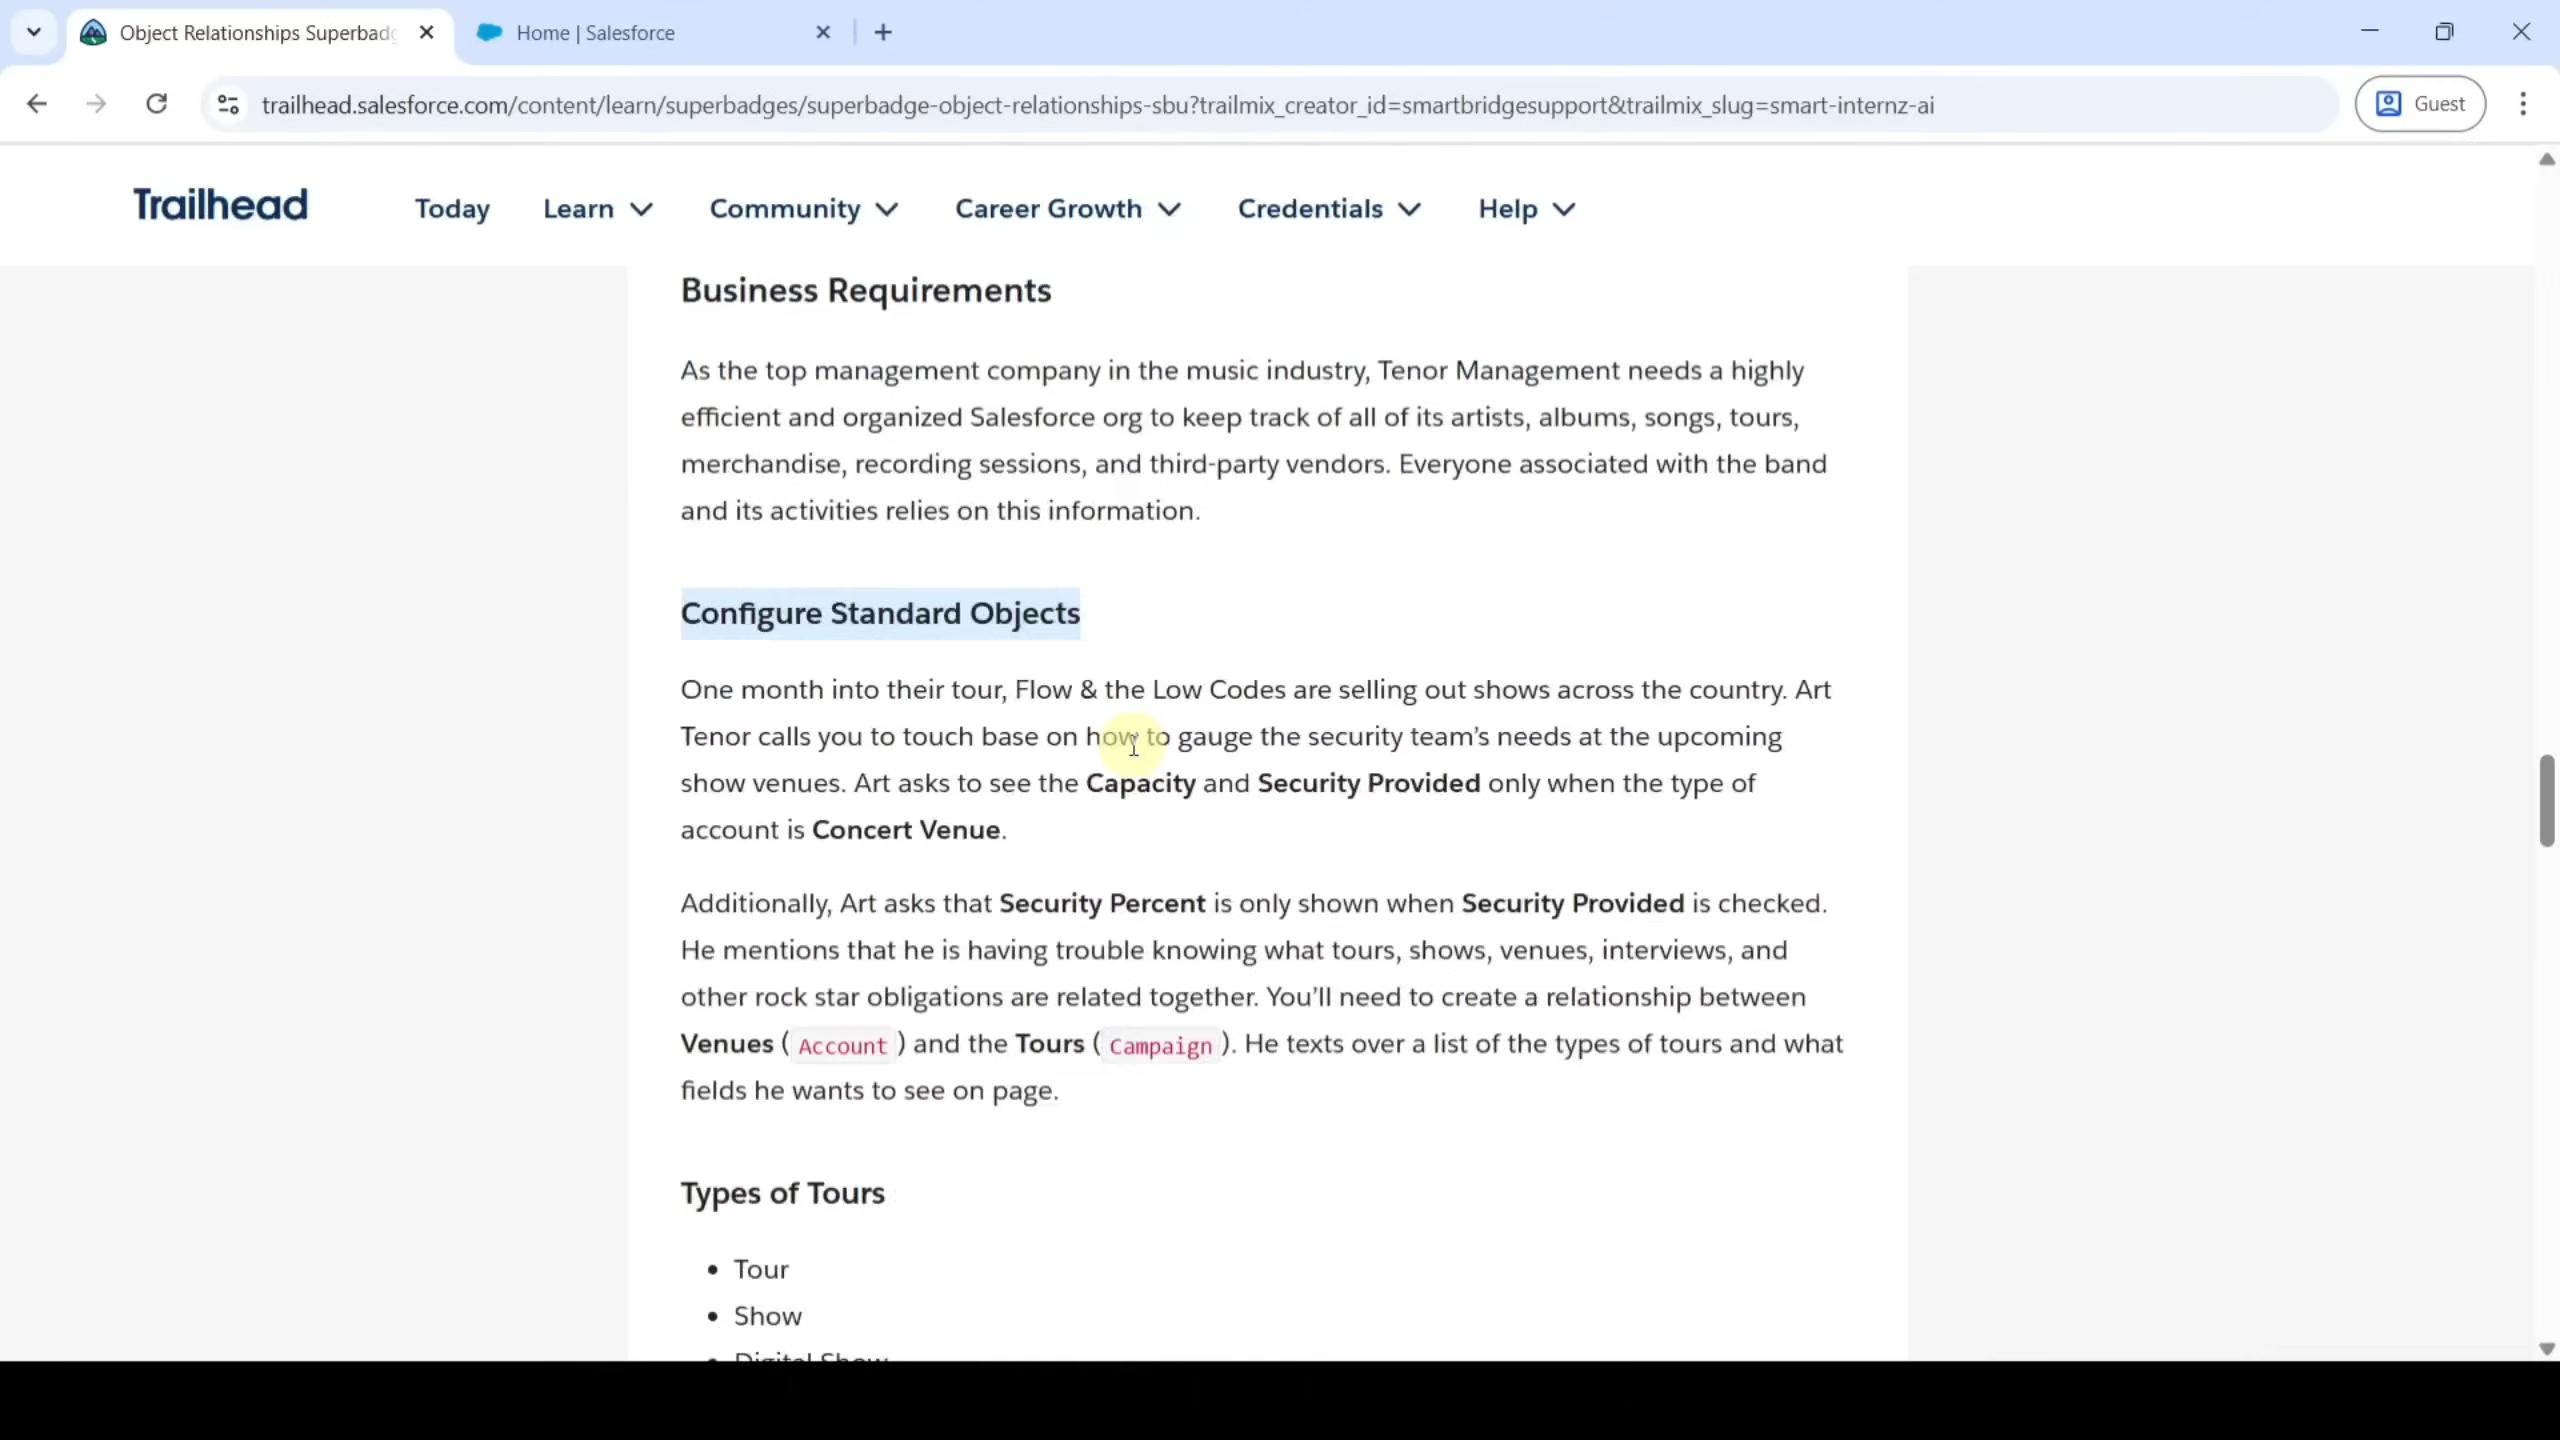 Object Relationships Superbadg
Home | Salesforce
trailhead.salesforce.com/content/learn/superbadges/superbadge-object-relationships-sbu?trailmix_creator_id=smartbridgesupport&trailmix_slug=smart-internz-ai
Guest
Trailhead
Today
Learn
Community
Career Growth
Credentials
Help
Business Requirements
As the top management company in the music industry, Tenor Management needs a highly
efficient and organized Salesforce org to keep track of all of its artists, albums, songs, tours,
merchandise, recording sessions, and third-party vendors. Everyone associated with the band
and its activities relies on this information.
Configure Standard Objects
One month into their tour, Flow & the Low Codes are selling out shows across the country. Art
Tenor calls you to touch base on how to gauge the security team's needs at the upcoming
show venues. Art asks to see the Capacity and Security Provided only when the type of
account is Concert Venue.
Additionally, Art asks that Security Percent is only shown when Security Provided is checked.
He mentions that he is having trouble knowing what tours, shows, venues, interviews, and
other rock star obligations are related together. You'll need to create a relationship between
Venues ( Account ) and the Tours ( Campaign ). He texts over a list of the types of tours and what
fields he wants to see on page.
Types of Tours
• Tour
• Show
• Digital Show